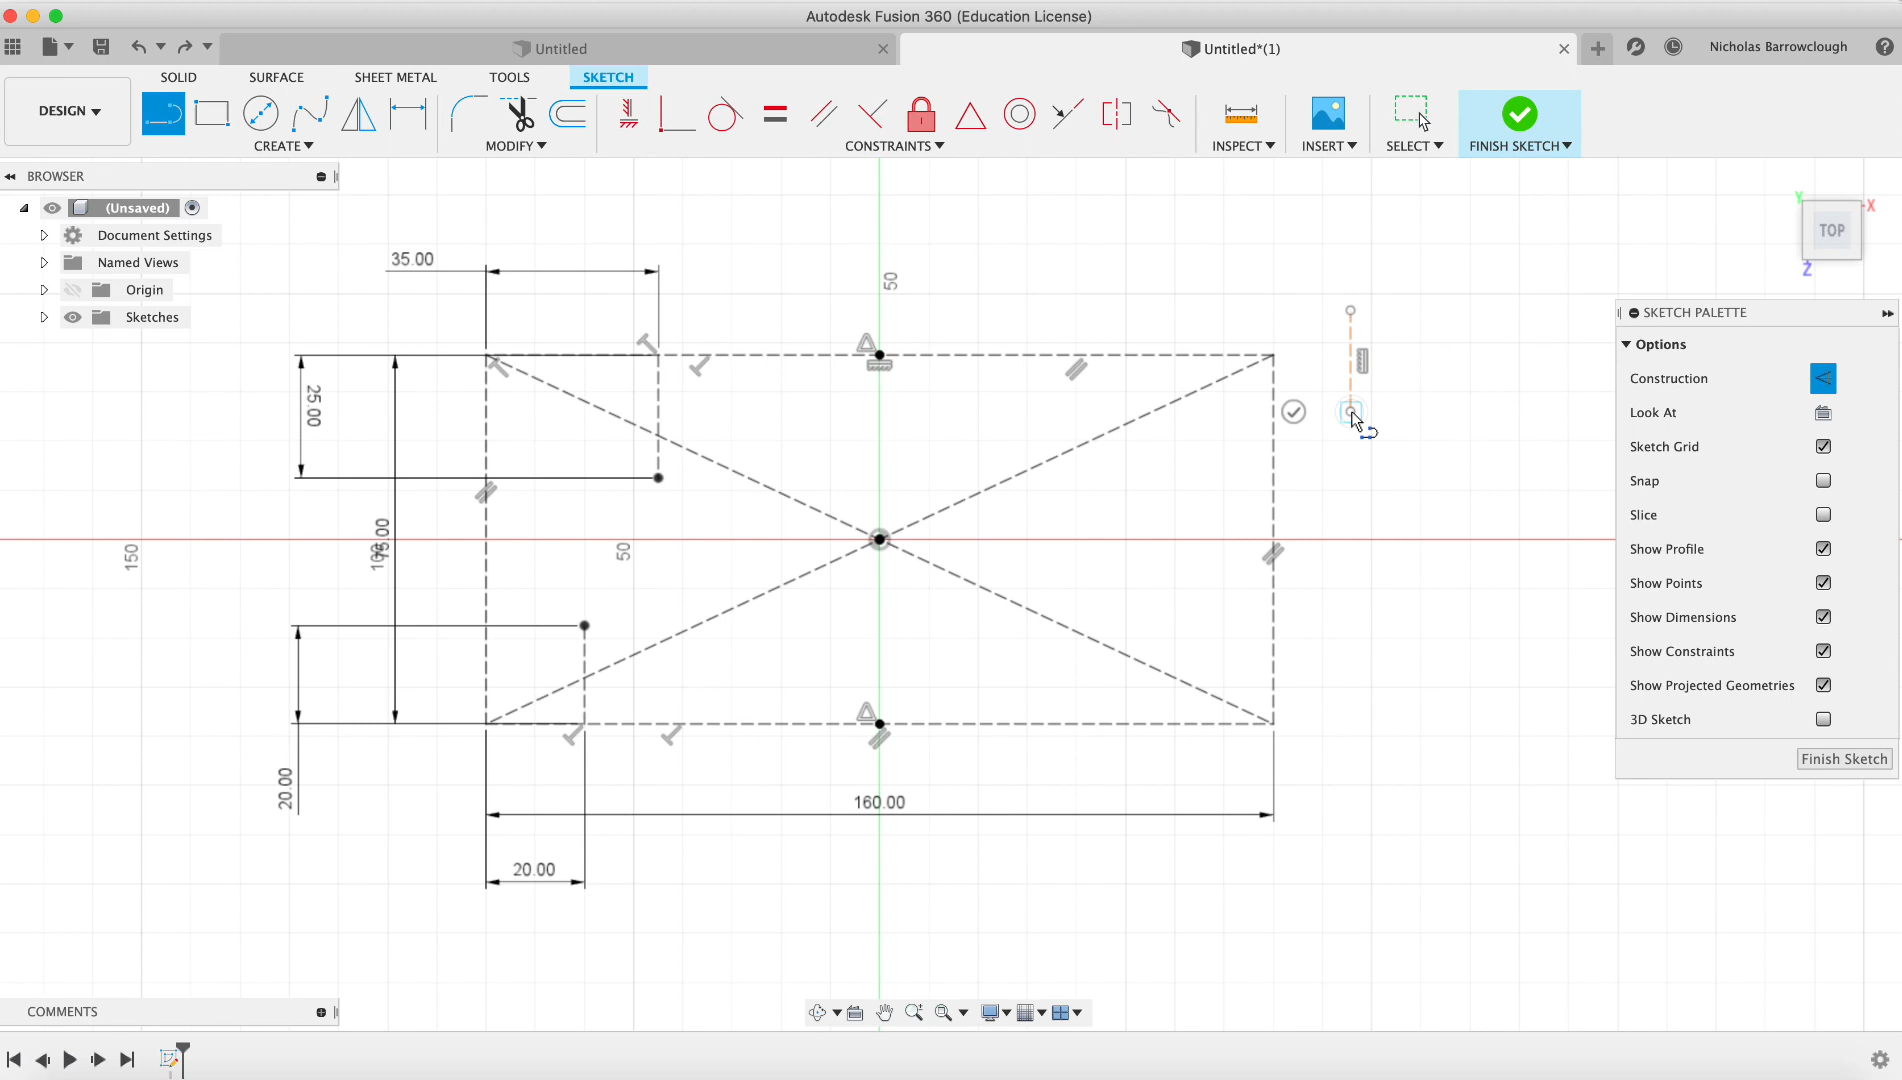 Autodesk Fusion 360 (Education License)
Untitled
Untitled*(1)
Nicholas Barrowclough
DESIGN
SOLID
SURFACE
SHEET METAL
TOOLS
SKETCH
CREATE
MODIFY
CONSTRAINTS
INSPECT
INSERT
SELECT
FINISH SKETCH
BROWSER
(Unsaved)
Document Settings
Named Views
Origin
Sketches
Y
X
TOP
Z
35.00
50
25.00
75.00
150
50
20.00
160.00
20.00
SKETCH PALETTE
Options
Construction
Look At
Sketch Grid
Snap
Slice
Show Profile
Show Points
Show Dimensions
Show Constraints
Show Projected Geometries
3D Sketch
Finish Sketch
COMMENTS